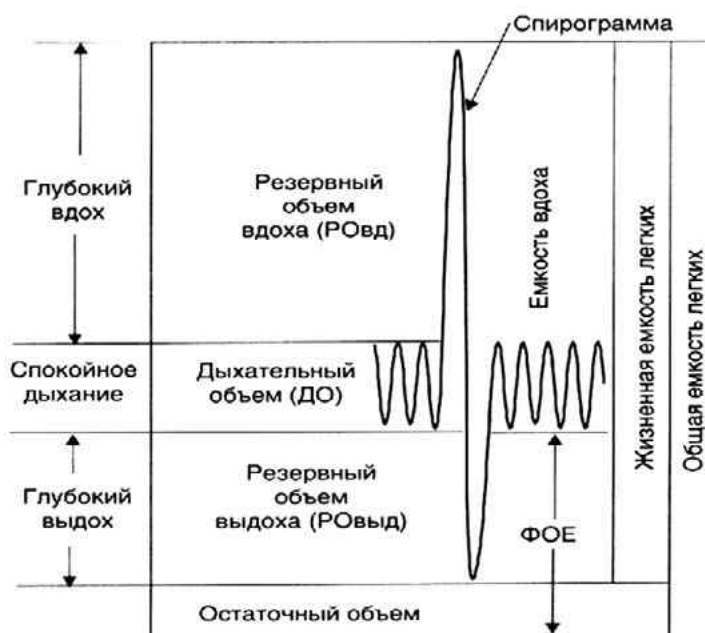 Спирограмма
Глубокий
вдох
Резервный
объем
вдоха (РОвд)
Емкость вдоха
Жизненная емкость легких
Общая емкость легких
Спокойное
дыхание
Дыхательный
объем (ДО)
Глубокий
выдох
Резервный
объем
выдоха (РОвыд)
ФОЕ
Остаточный объем